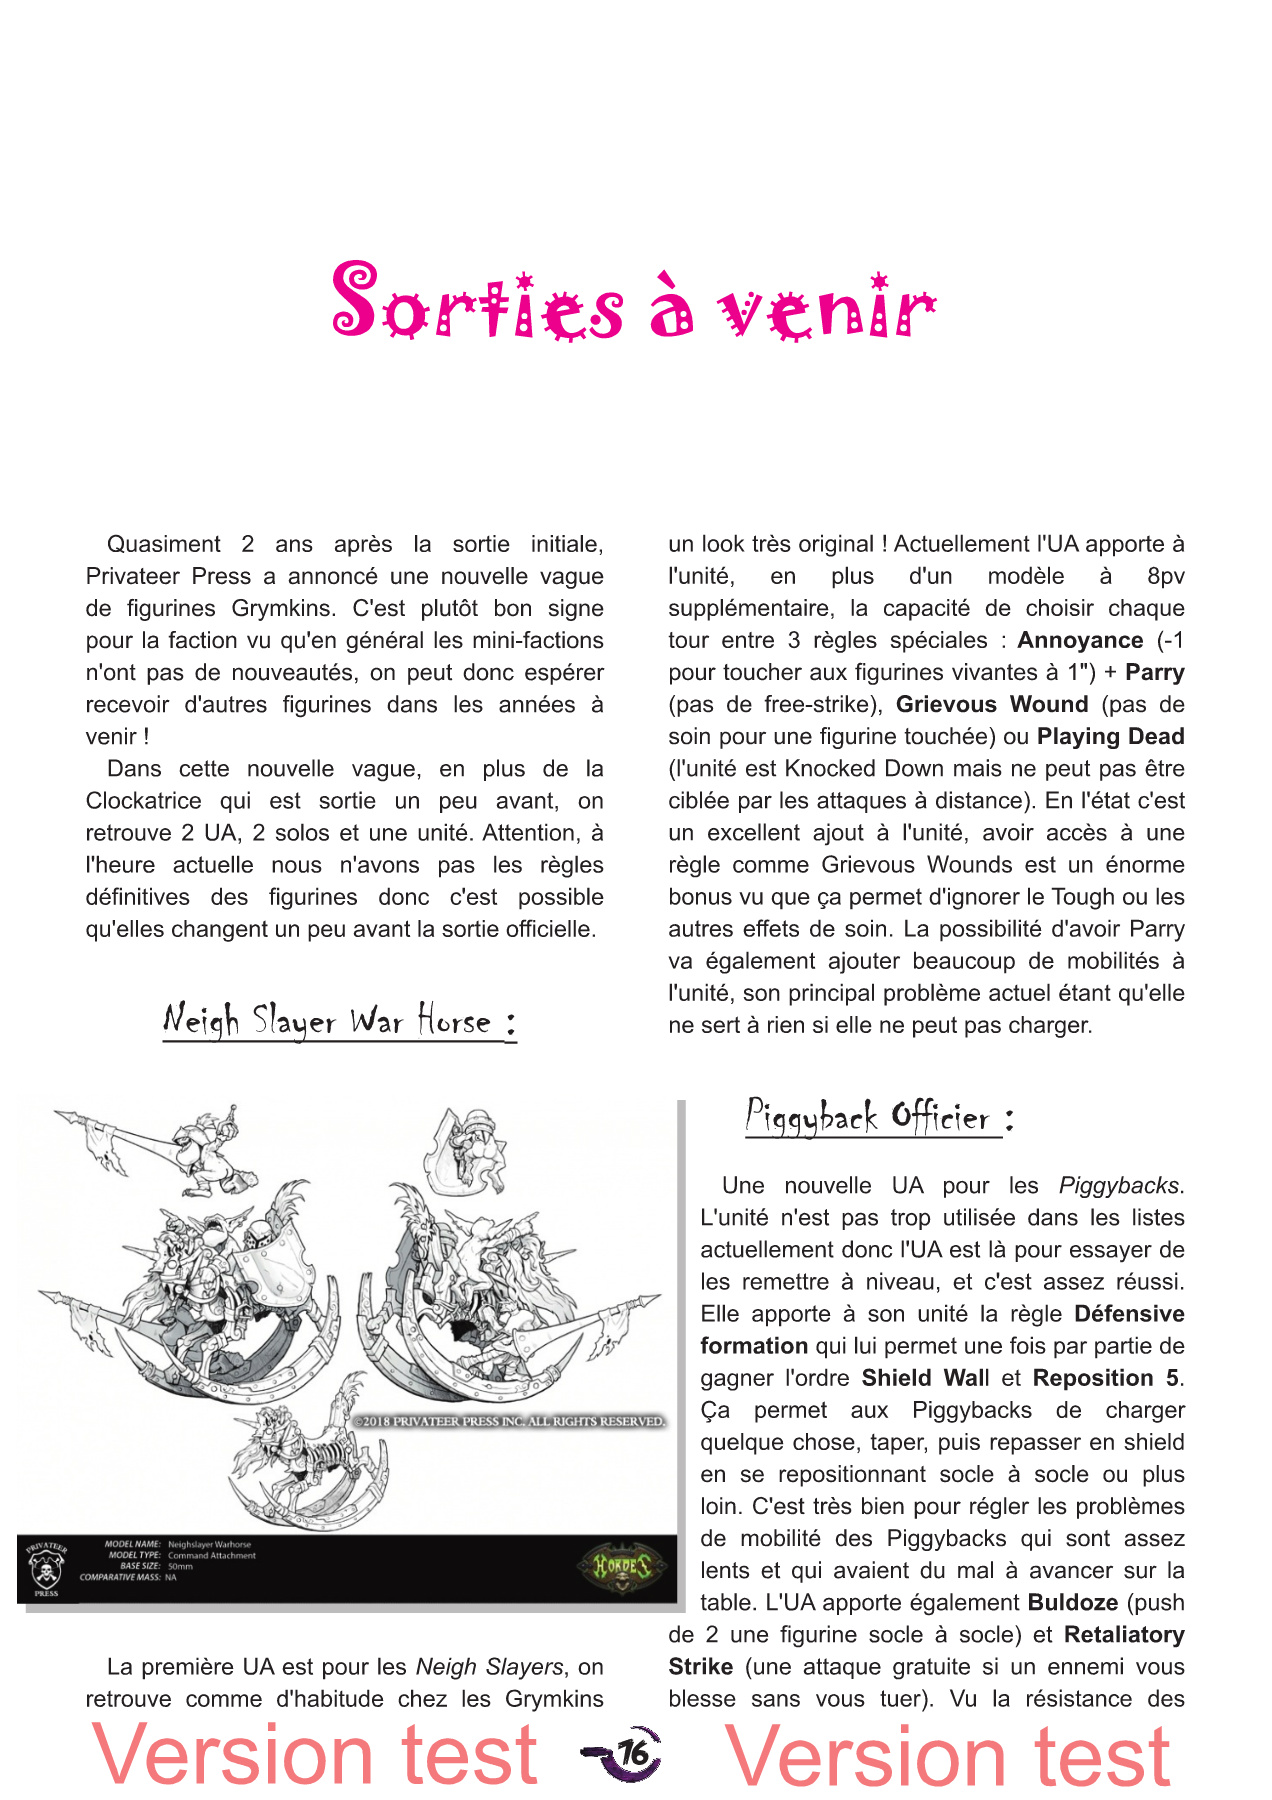 Sorties à venir
Quasiment 2 ans après la sortie initiale,
Privateer Press a annoncé une nouvelle vague
de figurines Grymkins. C'est plutôt bon signe
pour la faction vu qu'en général les mini-factions
n'ont pas de nouveautés, on peut donc espérer
recevoir d'autres figurines dans les années à
venir !
Dans cette nouvelle vague, en plus de la
Clockatrice qui est sortie un peu avant, on
retrouve 2 UA, 2 solos et une unité. Attention, à
l'heure actuelle nous n'avons pas les règles
définitives des figurines donc c'est possible
qu'elles changent un peu avant la sortie officielle.
Neigh Slayer War Horse :
©2018 PRIVATEER PRESS INC. ALL RIGHTS RESERVED.
PRIVATEER
PRESS
MODEL NAME: Neighslayer Warhorse
MODEL TYPE: Command Attachment
BASE SIZE: 50mm
COMPARATIVE MASS: NA
HORDES
La première UA est pour les Neigh Slayers, on
retrouve comme d'habitude chez les Grymkins
un look très original ! Actuellement l'UA apporte à
l'unité, en plus d'un modèle à 8pv
supplémentaire, la capacité de choisir chaque
tour entre 3 règles spéciales : Annoyance (-1
pour toucher aux figurines vivantes à 1") + Parry
(pas de free-strike), Grievous Wound (pas de
soin pour une figurine touchée) ou Playing Dead
(l'unité est Knocked Down mais ne peut pas être
ciblée par les attaques à distance). En l'état c'est
un excellent ajout à l'unité, avoir accès à une
règle comme Grievous Wounds est un énorme
bonus vu que ça permet d'ignorer le Tough ou les
autres effets de soin. La possibilité d'avoir Parry
va également ajouter beaucoup de mobilités à
l'unité, son principal problème actuel étant qu'elle
ne sert à rien si elle ne peut pas charger.
Piggyback Officier :
Une nouvelle UA pour les Piggybacks.
L'unité n'est pas trop utilisée dans les listes
actuellement donc l'UA est là pour essayer de
les remettre à niveau, et c'est assez réussi.
Elle apporte à son unité la règle Défensive
formation qui lui permet une fois par partie de
gagner l'ordre Shield Wall et Reposition 5.
Ça permet aux Piggybacks de charger
quelque chose, taper, puis repasser en shield
en se repositionnant socle à socle ou plus
loin. C'est très bien pour régler les problèmes
de mobilité des Piggybacks qui sont assez
lents et qui avaient du mal à avancer sur la
table. L'UA apporte également Buldoze (push
de 2 une figurine socle à socle) et Retaliatory
Strike (une attaque gratuite si un ennemi vous
blesse sans vous tuer). Vu la résistance des
Version test
16
Version test